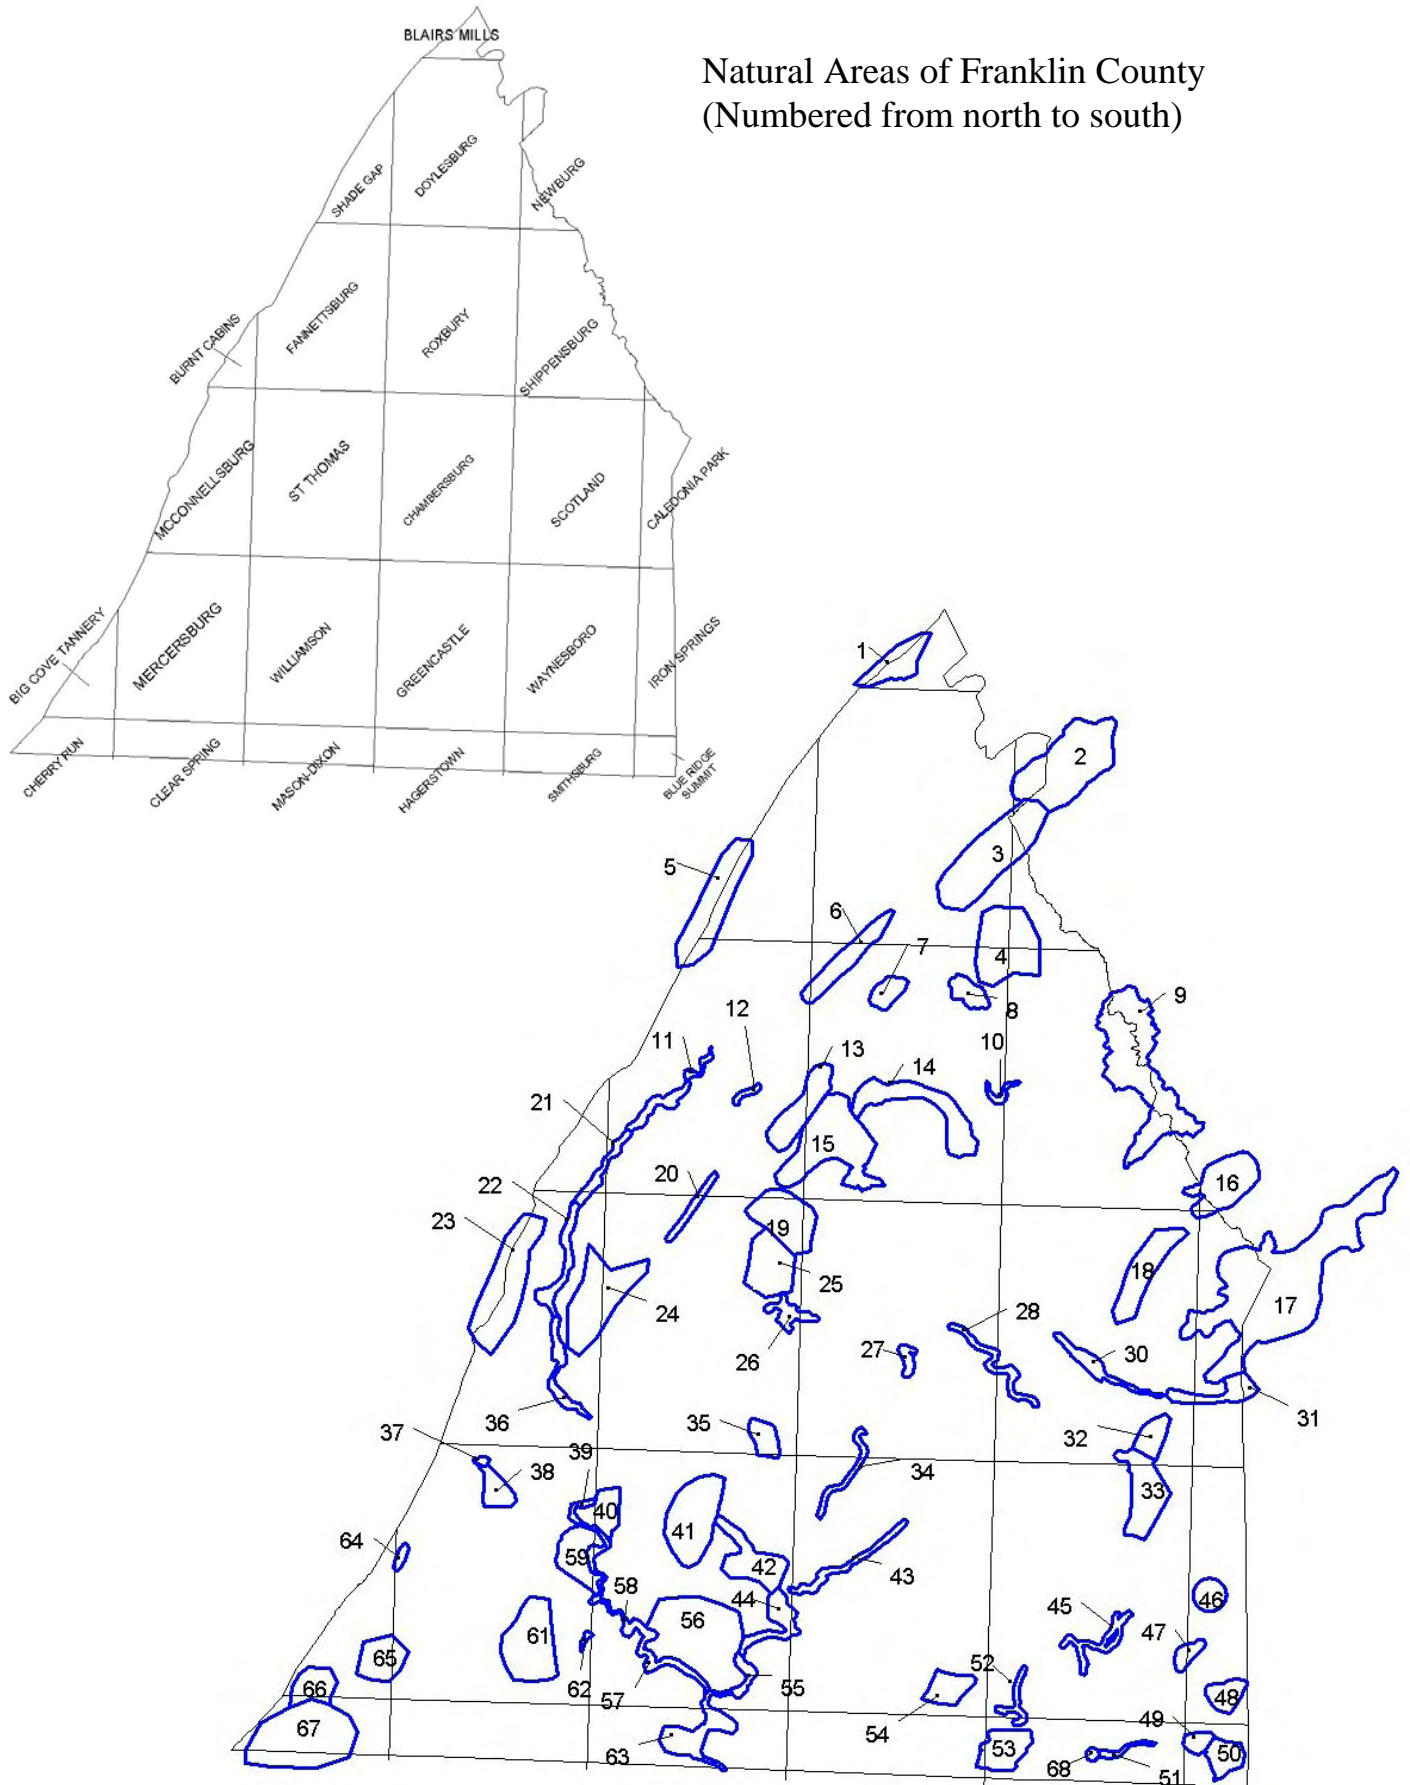 BLAIRS MILLS
Natural Areas of Franklin County
(Numbered from north to south)
SHADE GAP
DOYLESBURG
NEWBURG
BURNT CABINS
FANNETTSBURG
ROXBURY
SHIPPENSBURG
MCCONNELLSBURG
ST THOMAS
CHAMBERSBURG
SCOTLAND
CALEDONIA PARK
BIG COVE TANNERY
MERCERSBURG
WILLIAMSON
GREENCASTLE
WAYNESBORO
IRON SPRINGS
CHERRY RUN
CLEAR SPRING
MASON-DIXON
HAGERSTOWN
SMITHSBURG
BLUE RIDGE
SUMMIT
1
2
3
5
6
7
4
8
9
12
11
10
13
14
21
15
20
16
22
23
19
18
25
24
17
28
26
27
30
31
36
35
37
32
39
38
34
40
33
41
64
59
42
43
58
44
46
56
45
61
47
65
52
62
57
55
66
48
54
49
67
63
53
50
68
51